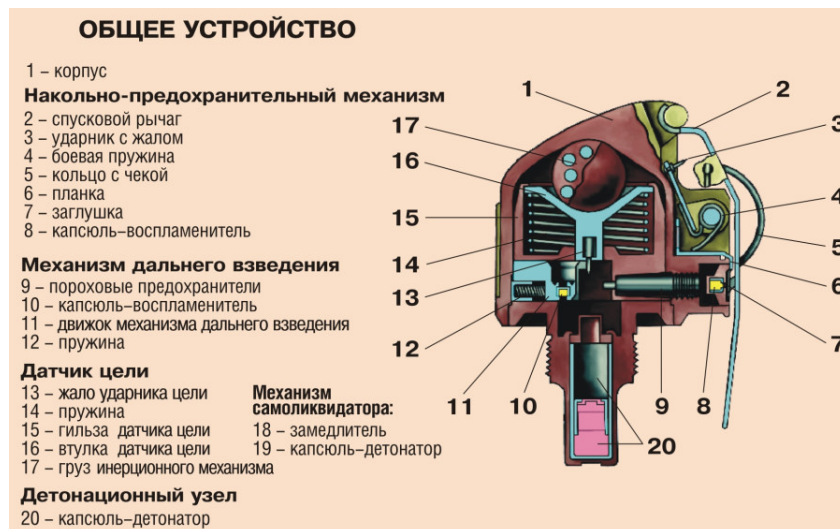 ОБЩЕЕ УСТРОЙСТВО
1 – корпус
Накольно-предохранительный механизм
2 – спусковой рычаг
3 – ударник с жалом
4 – боевая пружина
5 – кольцо с чекой
6 – планка
7 – заглушка
8 – капсюль–воспламенитель
Механизм дальнего взведения
9 – пороховые предохранители
10 – капсюль–воспламенитель
11 – движок механизма дальнего взведения
12 – пружина
Датчик цели
13 – жало ударника цели
14 – пружина
15 – гильза датчика цели
16 – втулка датчика цели
17 – груз инерционного механизма
Механизм
самоликвидатора:
18 – замедлитель
19 – капсюль–детонатор
Детонационный узел
20 – капсюль–детонатор
1
2
17
3
16
4
15
5
14
6
13
7
12
11
10
9
8
20